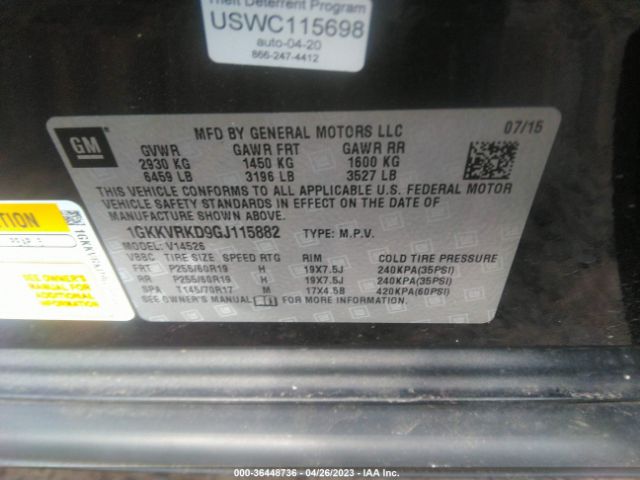 Theft Deterrent Program
USWC115698
auto-04-20
866-247-4412
GM
MFD BY GENERAL MOTORS LLC
07/15
GVWR GAWR FRT GAWR RR
2930 KG 1450 KG 1600 KG
6459 LB 3196 LB 3527 LB
THIS VEHICLE CONFORMS TO ALL APPLICABLE U.S. FEDERAL MOTOR
VEHICLE SAFETY STANDARDS IN EFFECT ON THE DATE OF
MANUFACTURE SHOWN ABOVE.
1GKKVRKD9GJ115882 TYPE: M.P.V.
MODEL: V14526
VBBC TIRE SIZE SPEED RTG RIM COLD TIRE PRESSURE
FRT P255/60R19 H 19X7.5J 240KPA(35PSI)
RR P255/60R19 H 19X7.5J 240KPA(35PSI)
SPA T145/70R17 M 17X4.5B 420KPA(60PSI)
SEE OWNER'S MANUAL FOR MORE INFORMATION.
SEE OWNER'S
MANUAL FOR
ADDITIONAL
INFORMATION
© 000-36448736 - 04/26/2023 - IAA Inc.